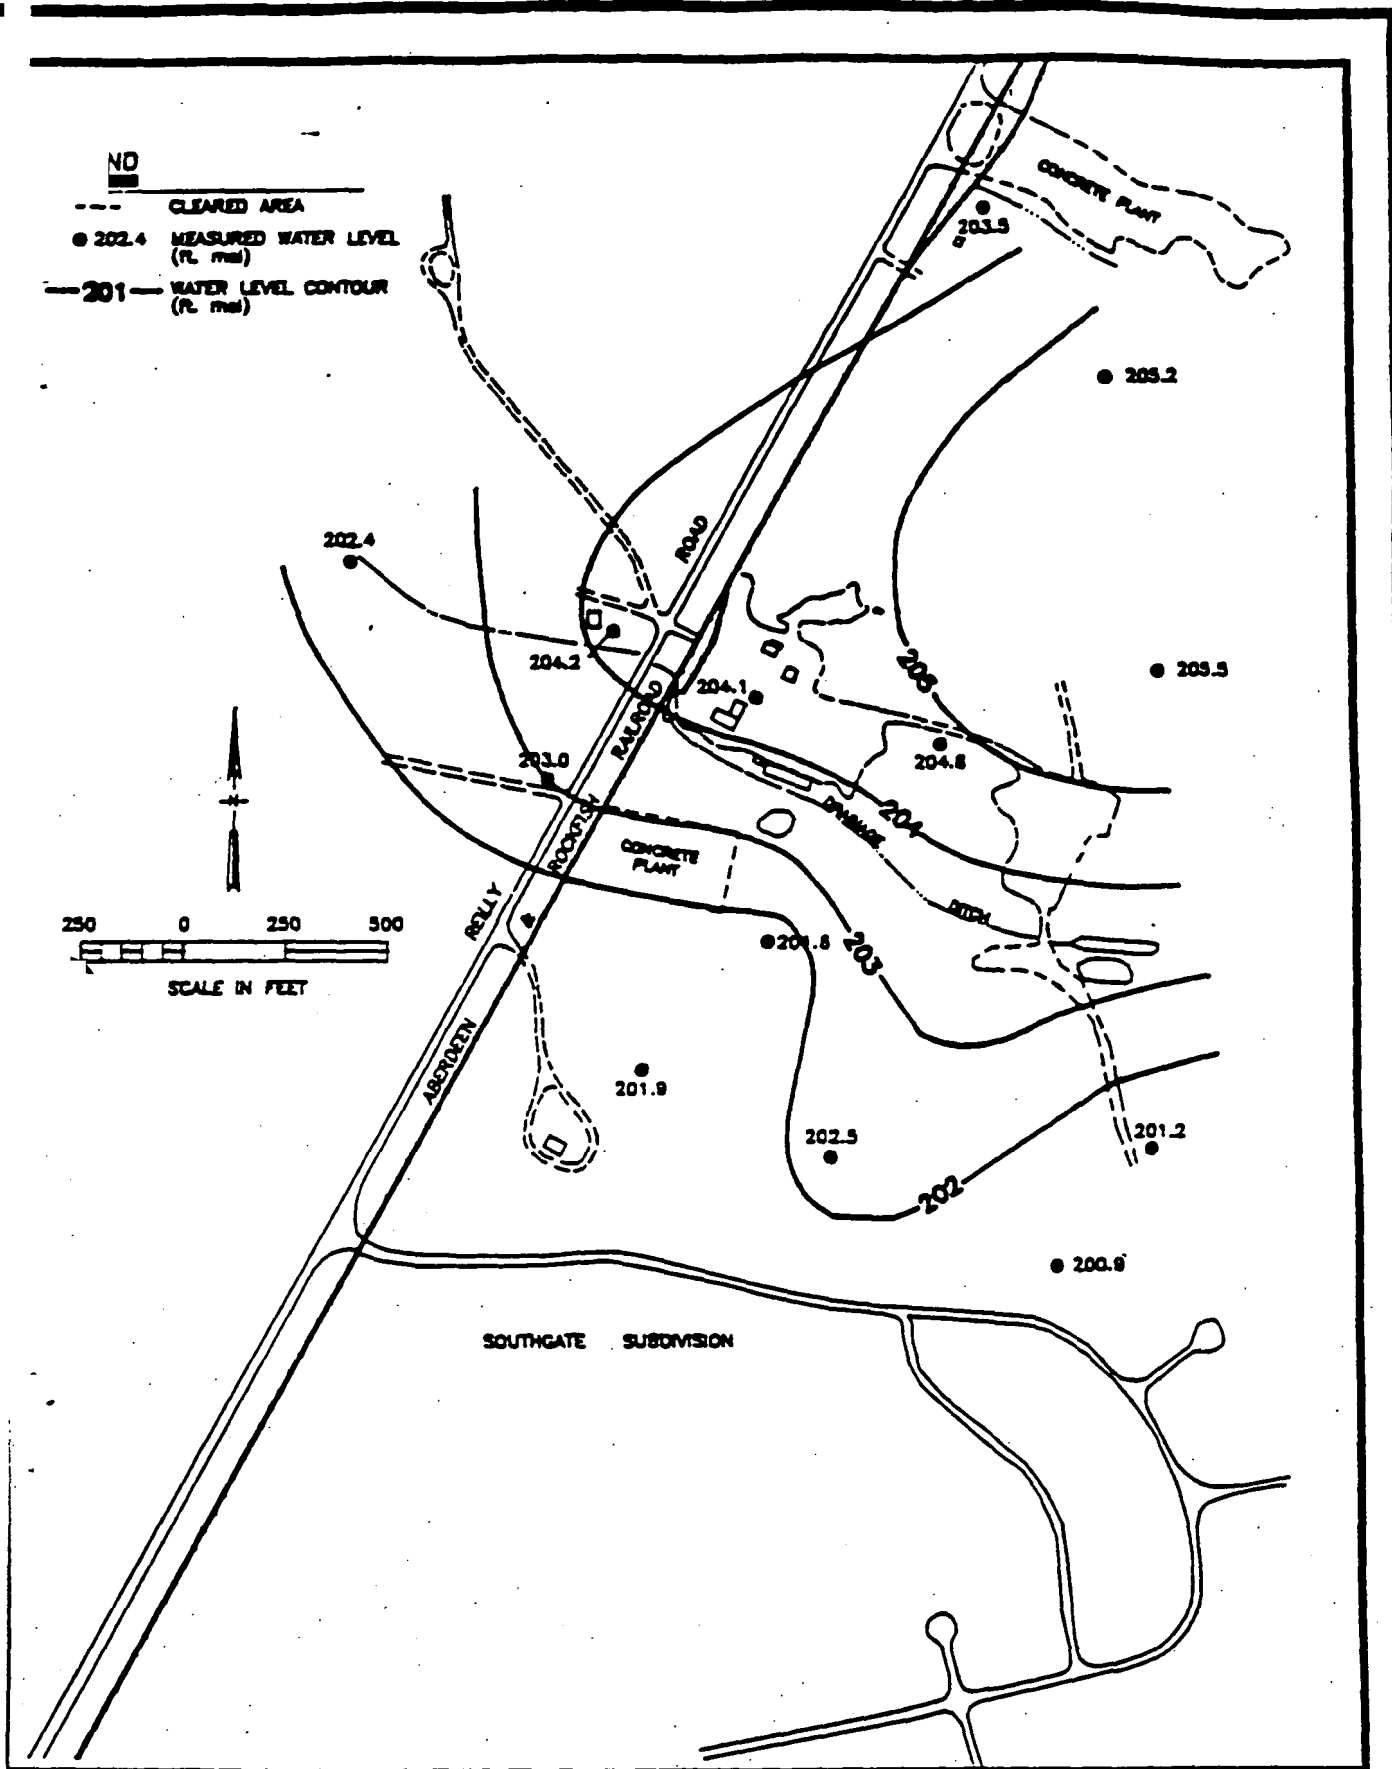 ND
CLEARED AREA
202.4 MEASURED WATER LEVEL
(ft. msl)
201 WATER LEVEL CONTOUR
(ft. msl)
CONCRETE PLANT
203.5
205.2
ROAD
202.4
204.2
205
205.5
204.1
RAILROAD
204.8
203.0
204
DRAINAGE
ROCKFISH
CONCRETE
PLANT
REILLY
&
DITCH
250 0 250 500
SCALE IN FEET
N
201.8
203
ABERDEEN
201.9
202.5
201.2
202
200.9
SOUTHGATE SUBDIVISION